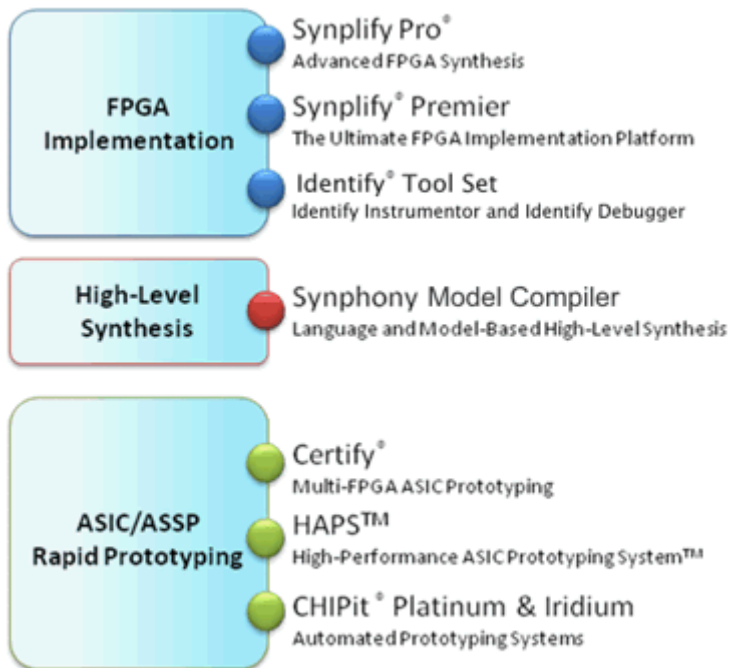 FPGA
Implementation
Synplify Pro®
Advanced FPGA Synthesis
Synplify® Premier
The Ultimate FPGA Implementation Platform
Identify® Tool Set
Identify Instrumentor and Identify Debugger
High-Level
Synthesis
Synphony Model Compiler
Language and Model-Based High-Level Synthesis
ASIC/ASSP
Rapid Prototyping
Certify®
Multi-FPGA ASIC Prototyping
HAPS™
High-Performance ASIC Prototyping System™
CHIPit® Platinum & Iridium
Automated Prototyping Systems